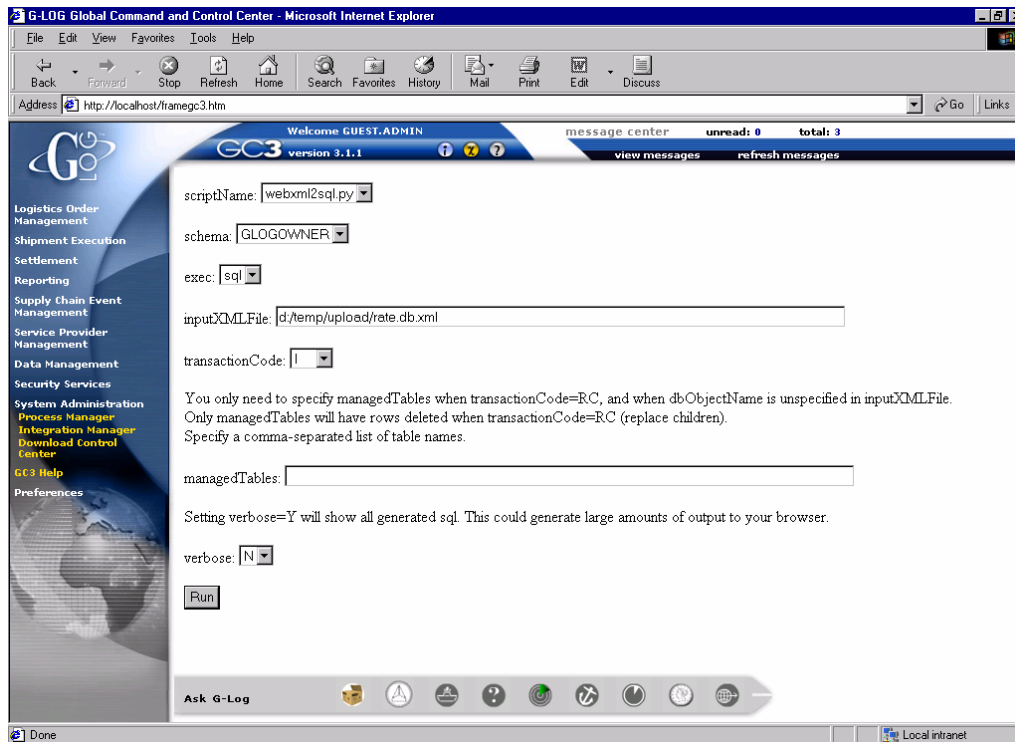 G-LOG Global Command and Control Center - Microsoft Internet Explorer
File Edit View Favorites Tools Help
Back Forward Stop Refresh Home Search Favorites History Mail Print Edit Discuss
Address http://localhost/framegc3.htm Go Links
GLOG
Welcome GUEST.ADMIN
GC3 version 3.1.1
message center unread: 0 total: 3
view messages refresh messages
Logistics Order
Management
Shipment Execution
Settlement
Reporting
Supply Chain Event
Management
Service Provider
Management
Data Management
Security Services
System Administration
Process Manager
Integration Manager
Download Control
Center
GC3 Help
Preferences
scriptName: webxml2sql.py
schema: GLOGOWNER
exec: sql
inputXMLFile: d:/temp/upload/rate.db.xml
transactionCode: I
You only need to specify managedTables when transactionCode=RC, and when dbObjectName is unspecified in inputXMLFile.
Only managedTables will have rows deleted when transactionCode=RC (replace children).
Specify a comma-separated list of table names.
managedTables:
Setting verbose=Y will show all generated sql. This could generate large amounts of output to your browser.
verbose: N
Run
Ask G-Log
Done
Local intranet